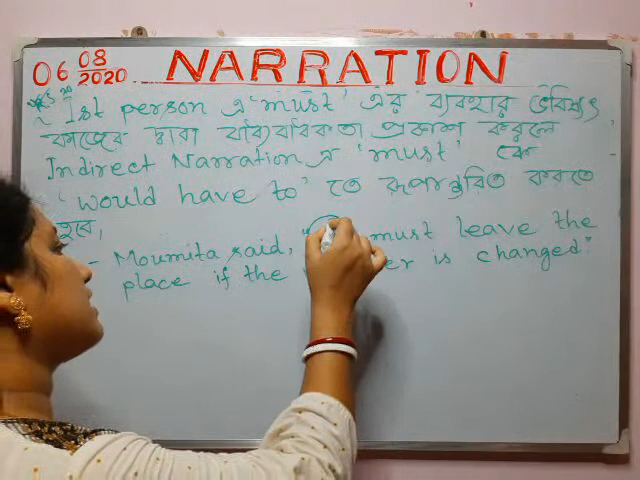 06 08/2020 NARRATION
~ Ist person এ 'must' এর ব্যবহার ভবিষ্যৎ
কাজের দ্বারা বাধ্যবাধকতা প্রকাশ করলে
Indirect Narration এ 'must' কে
'would have to' তে রূপান্তরিত করতে
হবে।
- Moumita said, must leave the
place if the is changed."